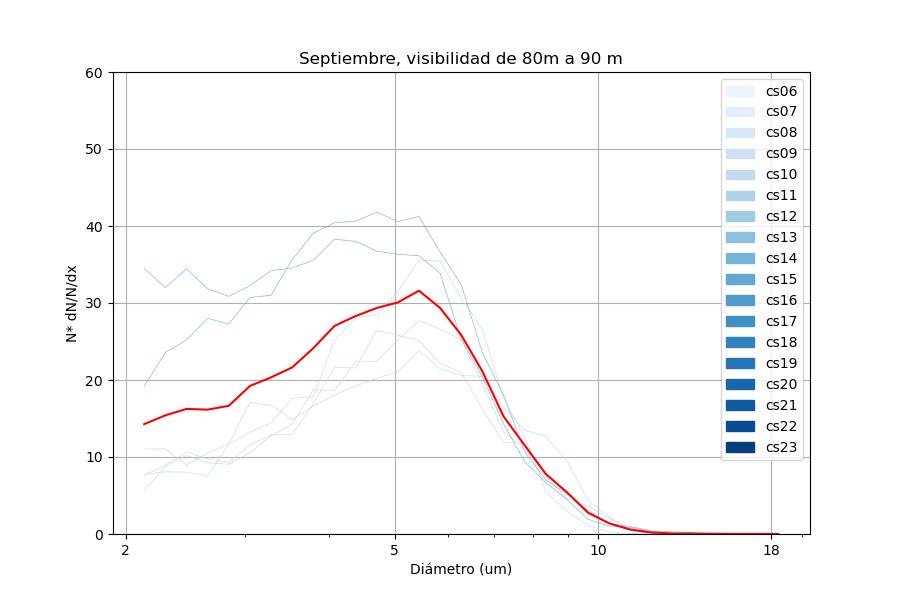 Septiembre, visibilidad de 80m a 90 m
N* dN/N/dx
60
50
40
30
20
10
0
2
5
10
18
Diámetro (um)
cs06
cs07
cs08
cs09
cs10
cs11
cs12
cs13
cs14
cs15
cs16
cs17
cs18
cs19
cs20
cs21
cs22
cs23